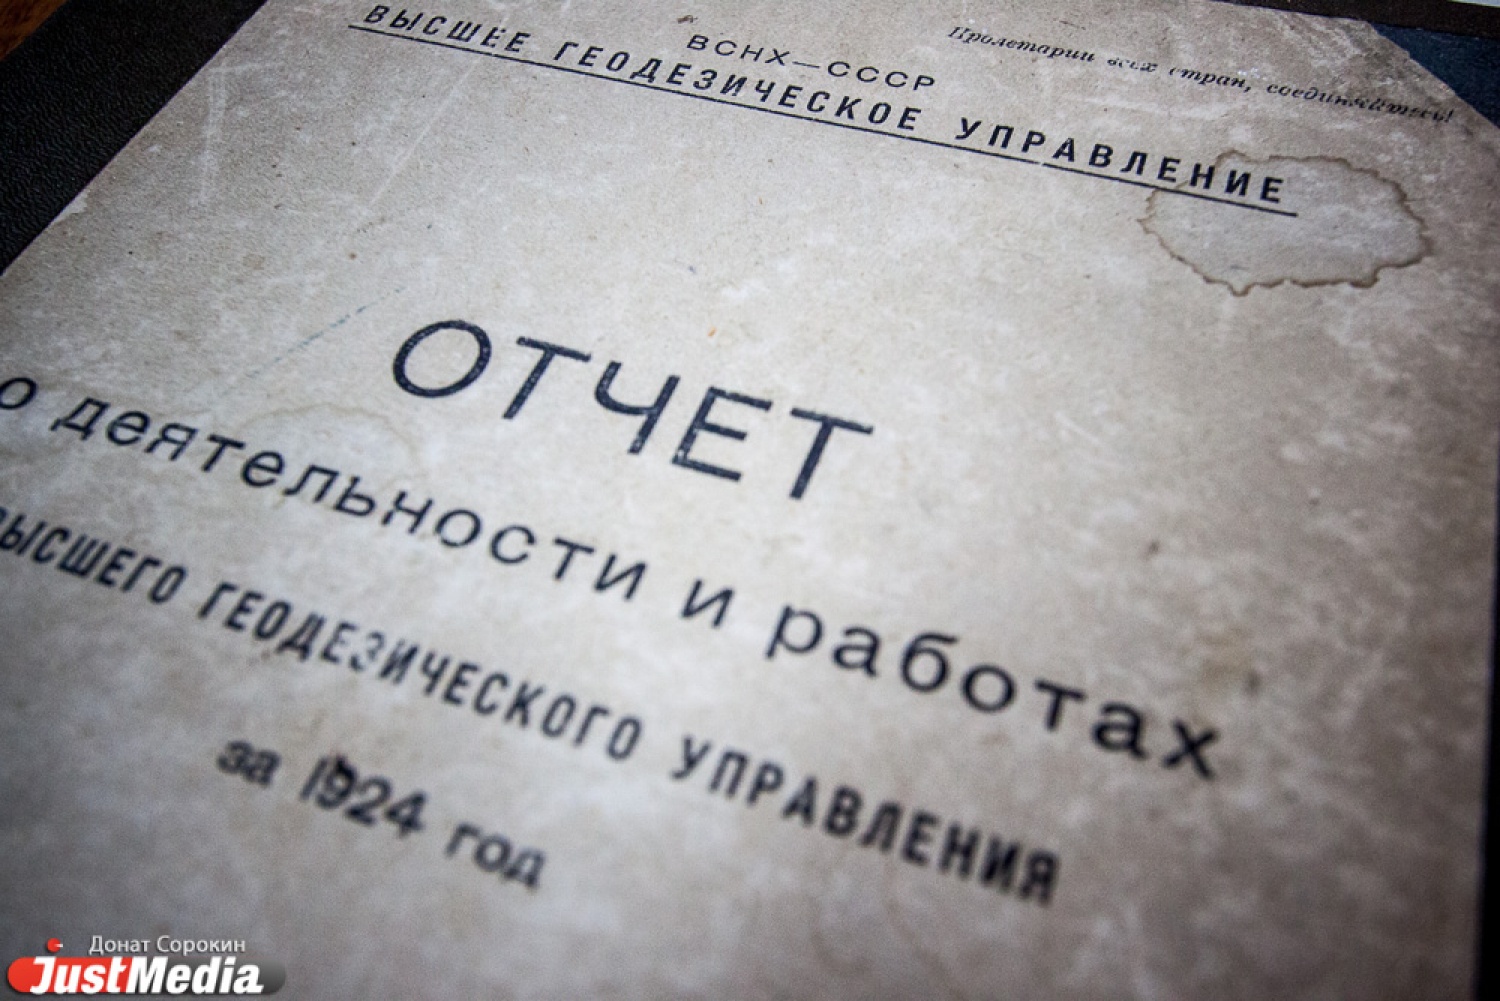 Пролетарии всех стран, соединяйтесь!
ВСНХ—СССР
ВЫСШЕЕ ГЕОДЕЗИЧЕСКОЕ УПРАВЛЕНИЕ
ОТЧЕТ
о деятельности и работах
ВЫСШЕГО ГЕОДЕЗИЧЕСКОГО УПРАВЛЕНИЯ
за 1924 год
Донат Сорокин
JustMedia